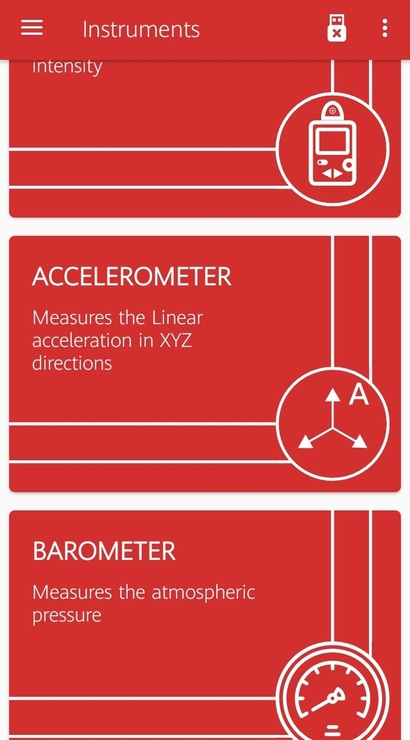 Instruments
intensity
ACCELEROMETER
Measures the Linear
acceleration in XYZ
directions
A
BAROMETER
Measures the atmospheric
pressure